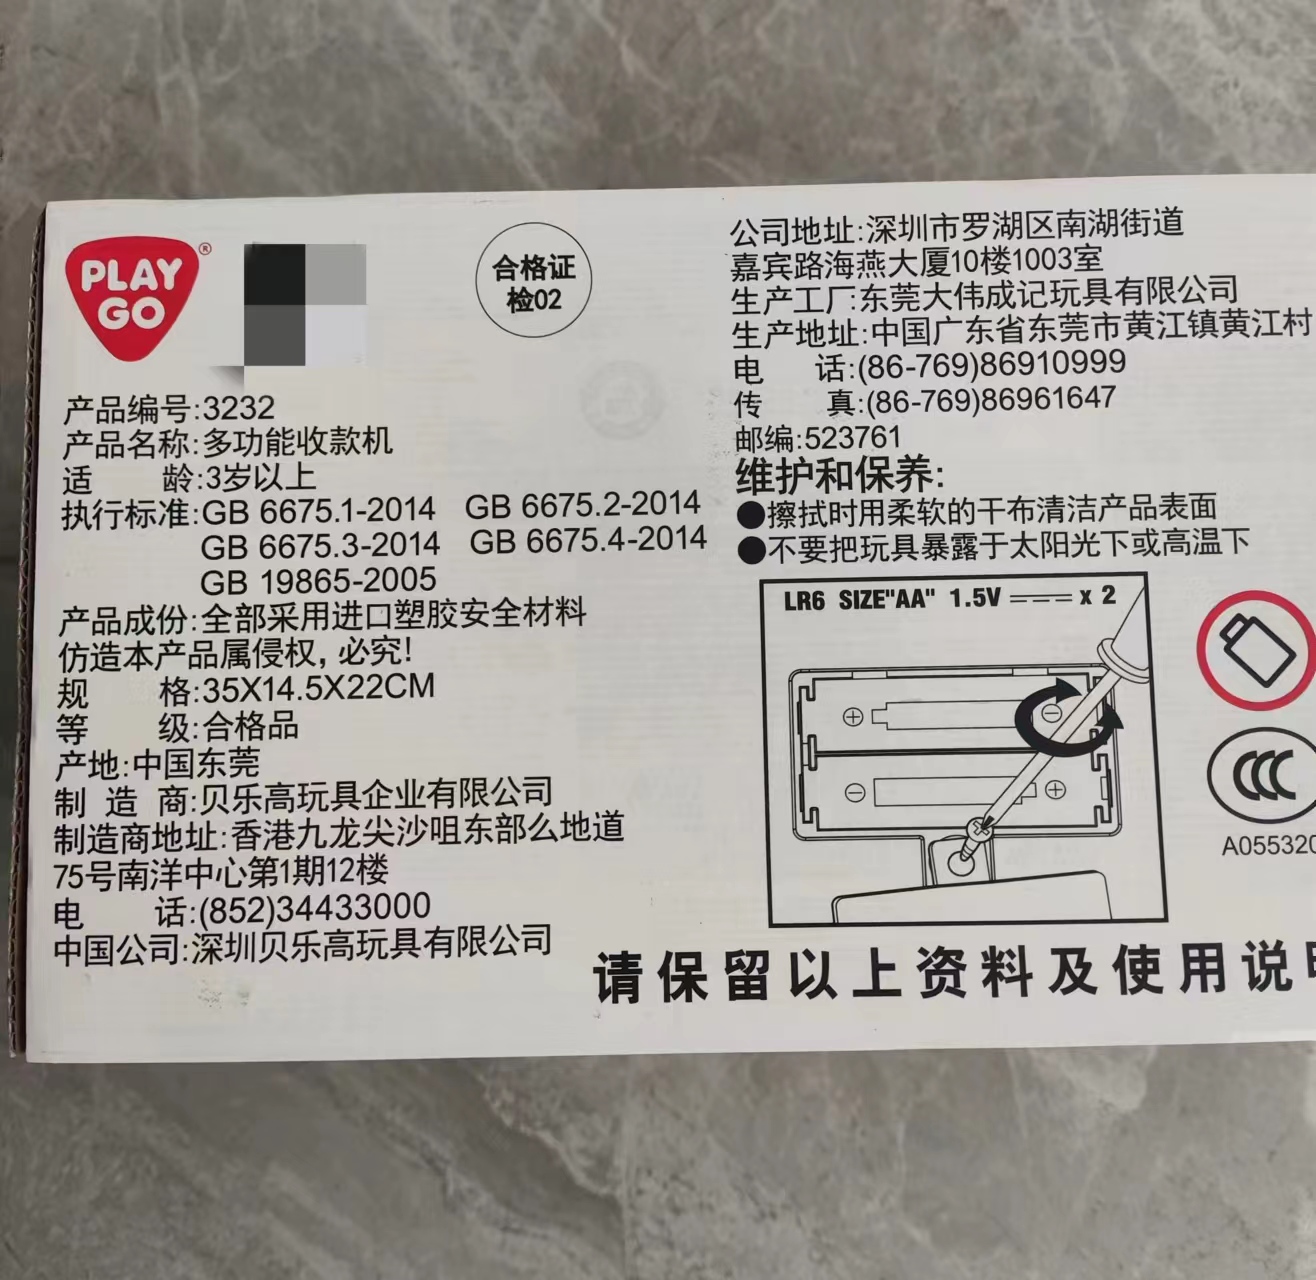 PLAY
GO
®
合格证
检02
产品编号:3232
产品名称:多功能收款机
适 龄:3岁以上
执行标准:GB 6675.1-2014 GB 6675.2-2014
GB 6675.3-2014 GB 6675.4-2014
GB 19865-2005
产品成份:全部采用进口塑胶安全材料
仿造本产品属侵权,必究!
规 格:35X14.5X22CM
等 级:合格品
产地:中国东莞
制 造 商:贝乐高玩具企业有限公司
制造商地址:香港九龙尖沙咀东部么地道
75号南洋中心第1期12楼
电 话:(852)34433000
中国公司:深圳贝乐高玩具有限公司
公司地址:深圳市罗湖区南湖街道
嘉宾路海燕大厦10楼1003室
生产工厂:东莞大伟成记玩具有限公司
生产地址:中国广东省东莞市黄江镇黄江村
电 话:(86-769)86910999
传 真:(86-769)86961647
邮编:523761
维护和保养:
●擦拭时用柔软的干布清洁产品表面
●不要把玩具暴露于太阳光下或高温下
LR6 SIZE"AA" 1.5V x 2
CCC
A055320
请保留以上资料及使用说